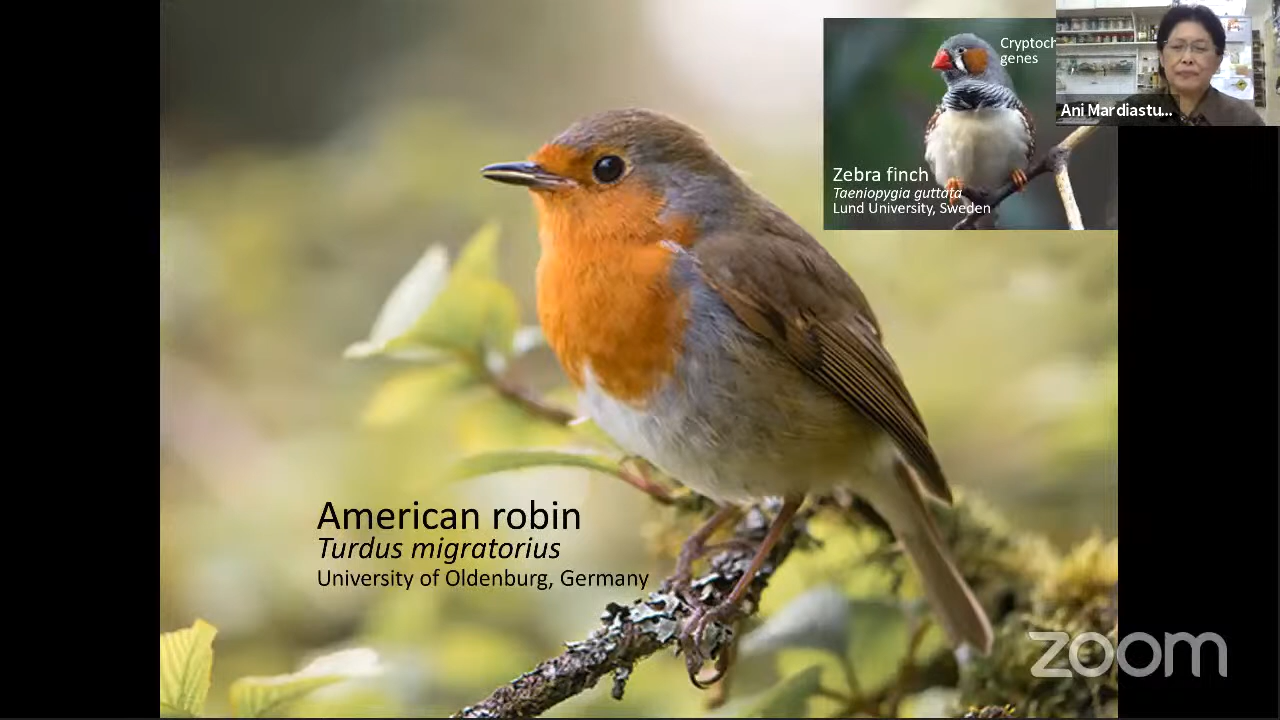 Cryptoch
genes
Ani Mardiastu...
Zebra finch
Taeniopygia guttata
Lund University, Sweden
American robin
Turdus migratorius
University of Oldenburg, Germany
zoom